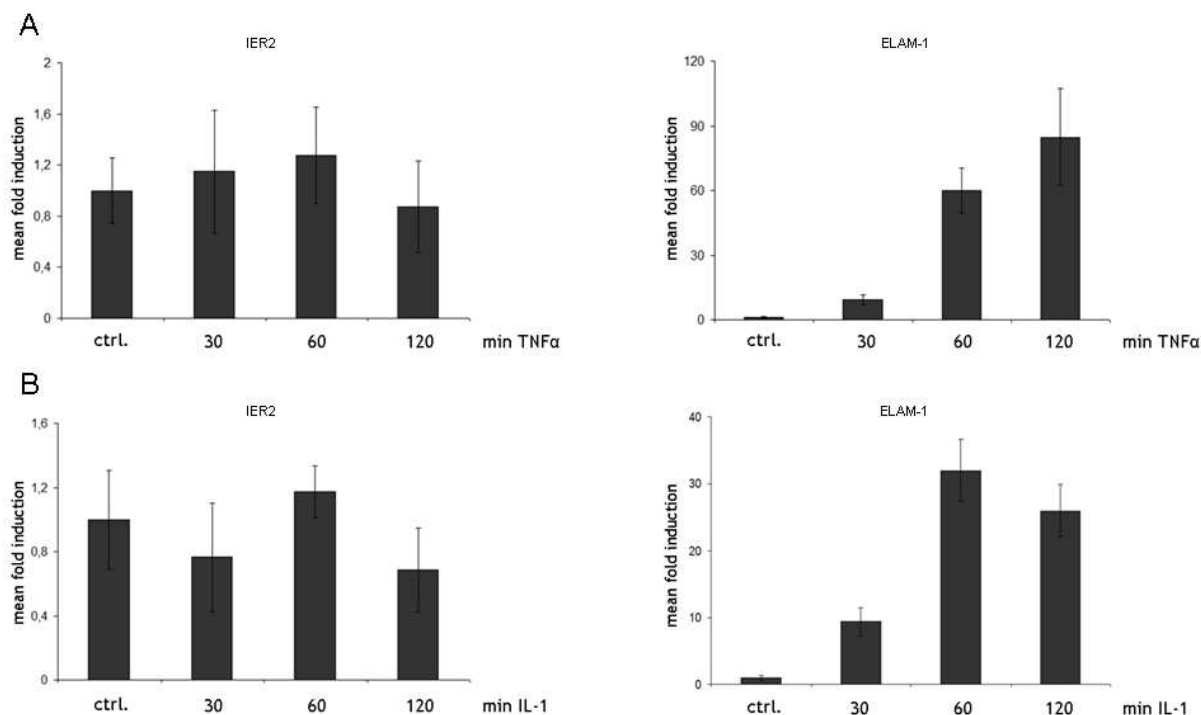 A
IER2
mean fold induction
2
1,6
1,2
0,8
0,4
0
ctrl. 30 60 120 min TNFα
ELAM-1
mean fold induction
120
90
60
30
0
ctrl. 30 60 120 min TNFα
B
IER2
mean fold induction
1,6
1,2
0,8
0,4
0
ctrl. 30 60 120 min IL-1
ELAM-1
mean fold induction
40
30
20
10
0
ctrl. 30 60 120 min IL-1